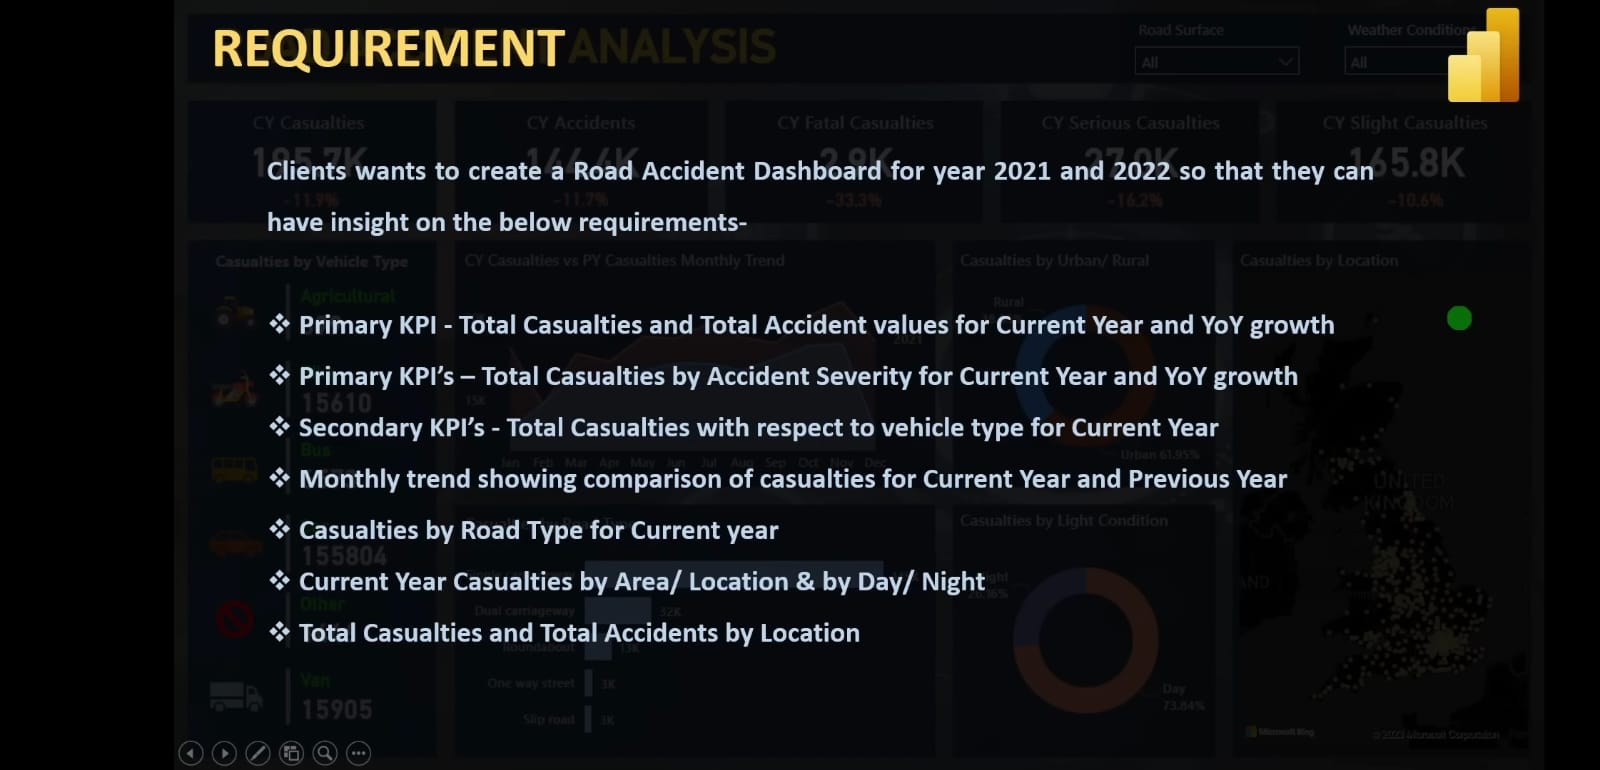 REQUIREMENT ANALYSIS
Road Surface
Weather Condition
All
All
CY Casualties
CY Accidents
CY Fatal Casualties
CY Serious Casualties
CY Slight Casualties
165.8K
-11.9%
-11.7%
-33.3%
-16.2%
-10.6%
Clients wants to create a Road Accident Dashboard for year 2021 and 2022 so that they can
have insight on the below requirements-
Casualties by Vehicle Type
CY Casualties vs PY Casualties Monthly Trend
Casualties by Urban/ Rural
Casualties by Location
Agricultural
Rural
❖ Primary KPI - Total Casualties and Total Accident values for Current Year and YoY growth
2021
❖ Primary KPI’s – Total Casualties by Accident Severity for Current Year and YoY growth
15610
15K
❖ Secondary KPI’s - Total Casualties with respect to vehicle type for Current Year
Bus
Jan Feb Mar Apr May Jun Jul Aug Sep Oct Nov Dec
Urban 61.95%
❖ Monthly trend showing comparison of casualties for Current Year and Previous Year
UNITED
KINGDOM
Casualties by Light Condition
❖ Casualties by Road Type for Current year
155804
❖ Current Year Casualties by Area/ Location & by Day/ Night
Other
Dual carriageway
32K
❖ Total Casualties and Total Accidents by Location
Roundabout
13K
Van
15905
One way street
3K
Slip road
3K
Day
73.84%
Microsoft Bing
© 2023 Microsoft Corporation